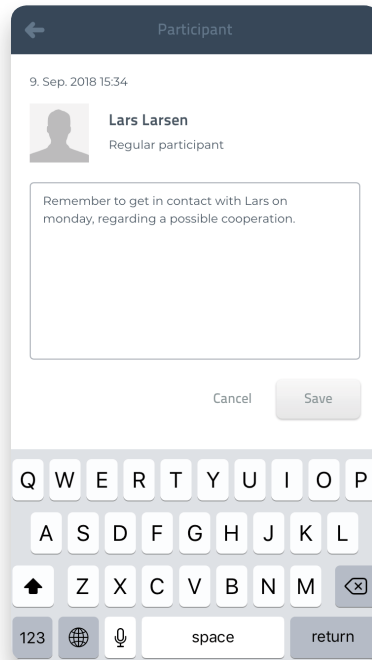 Participant
9. Sep. 2018 15:34
Lars Larsen
Regular participant
Remember to get in contact with Lars on
monday, regarding a possible cooperation.
Cancel Save
Q W E R T Y U I O P
A S D F G H J K L
Z X C V B N M
123 space return